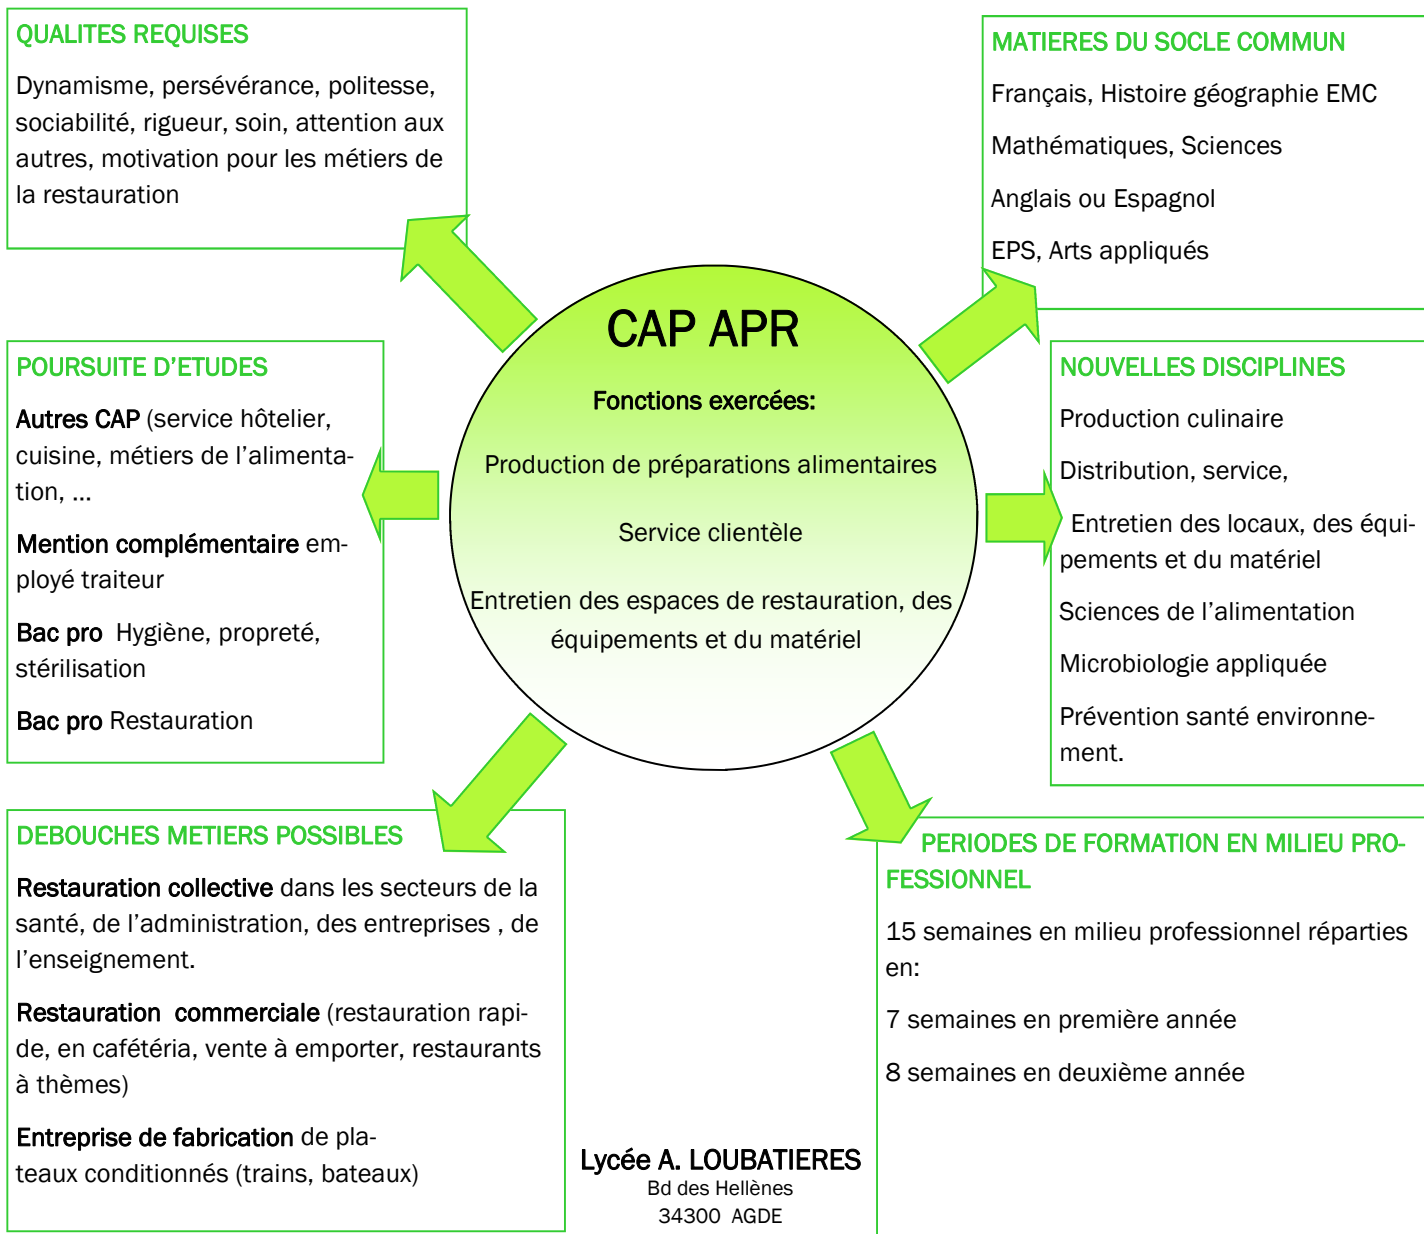 QUALITES REQUISES
Dynamisme, persévérance, politesse,
sociabilité, rigueur, soin, attention aux
autres, motivation pour les métiers de
la restauration
MATIERES DU SOCLE COMMUN
Français, Histoire géographie EMC
Mathématiques, Sciences
Anglais ou Espagnol
EPS, Arts appliqués
CAP APR
Fonctions exercées:
Production de préparations alimentaires
Service clientèle
Entretien des espaces de restauration, des
équipements et du matériel
POURSUITE D'ETUDES
Autres CAP (service hôtelier,
cuisine, métiers de l'alimenta-
tion, ...
Mention complémentaire em-
ployé traiteur
Bac pro  Hygiène, propreté,
stérilisation
Bac pro Restauration
NOUVELLES DISCIPLINES
Production culinaire
Distribution, service,
Entretien des locaux, des équi-
pements et du matériel
Sciences de l'alimentation
Microbiologie appliquée
Prévention santé environne-
ment.
DEBOUCHES METIERS POSSIBLES
Restauration collective dans les secteurs de la
santé, de l'administration, des entreprises , de
l'enseignement.
Restauration  commerciale (restauration rapi-
de, en cafétéria, vente à emporter, restaurants
à thèmes)
Entreprise de fabrication de pla-
teaux conditionnés (trains, bateaux)
PERIODES DE FORMATION EN MILIEU PRO-
FESSIONNEL
15 semaines en milieu professionnel réparties
en:
7 semaines en première année
8 semaines en deuxième année
Lycée A. LOUBATIERES
Bd des Hellènes
34300  AGDE